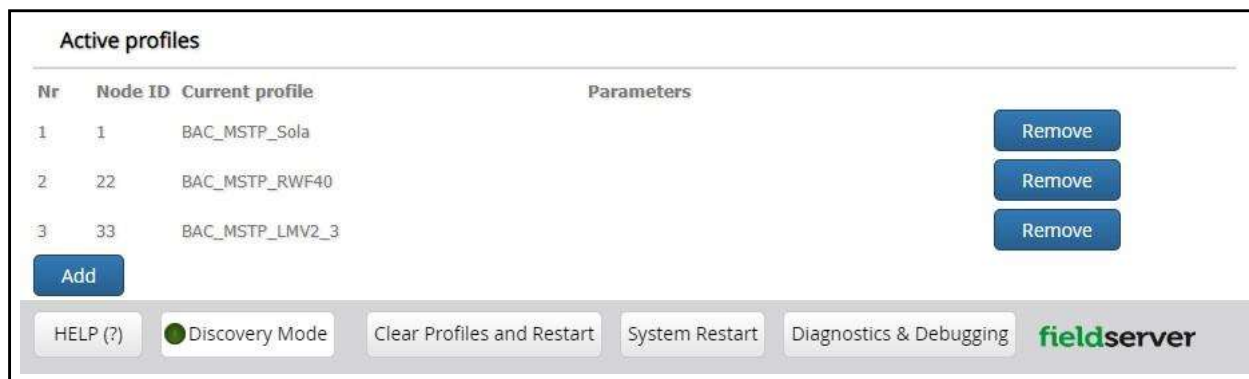 Active profiles
Nr Node ID Current profile Parameters
1 1 BAC_MSTP_Sola Remove
2 22 BAC_MSTP_RWF40 Remove
3 33 BAC_MSTP_LMV2_3 Remove
Add
HELP (?) Discovery Mode Clear Profiles and Restart System Restart Diagnostics & Debugging fieldserver